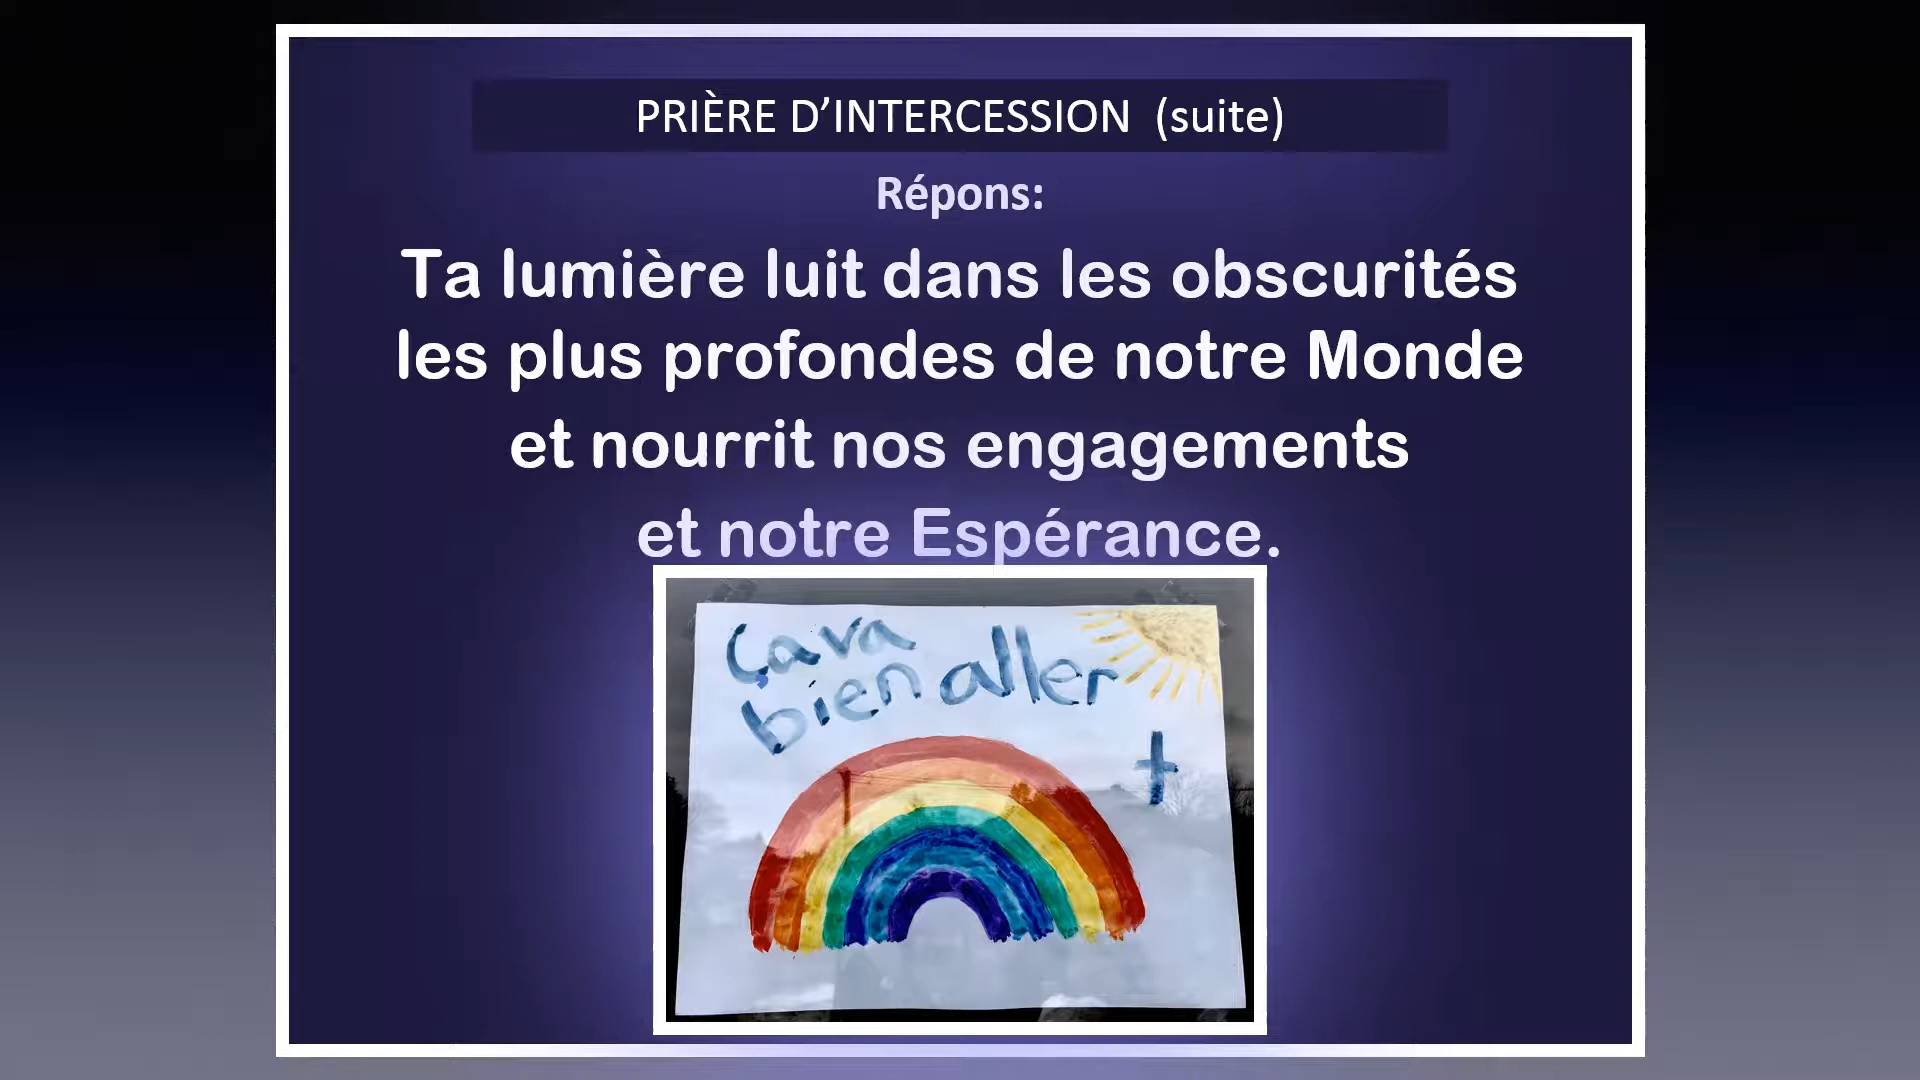 PRIÈRE D’INTERCESSION (suite)
Répons:
Ta lumière luit dans les obscurités
les plus profondes de notre Monde
et nourrit nos engagements
et notre Espérance.
Ça va
bien aller